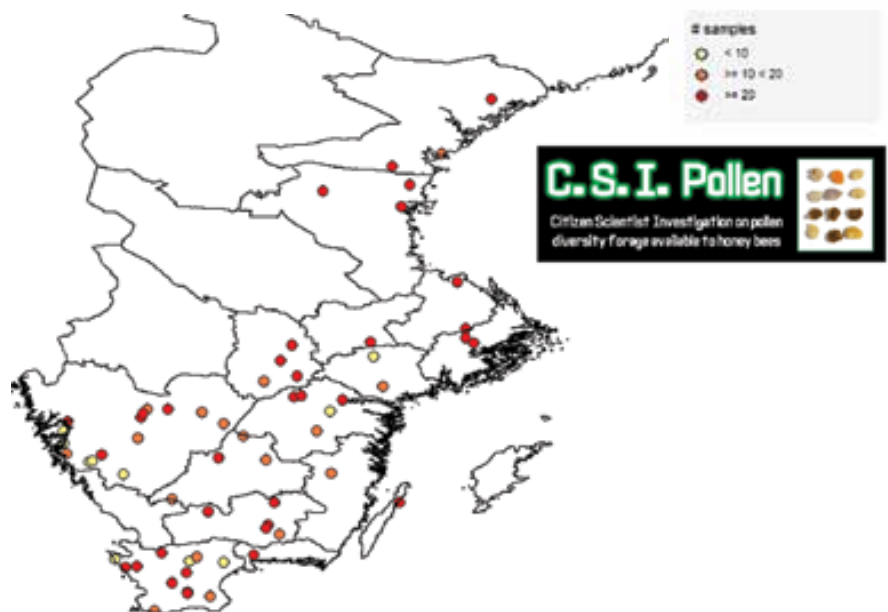 # samples
< 10
>= 10 < 20
>= 20
C.S.I. Pollen
Citizen Scientist Investigation on pollen
diversity forage available to honey bees